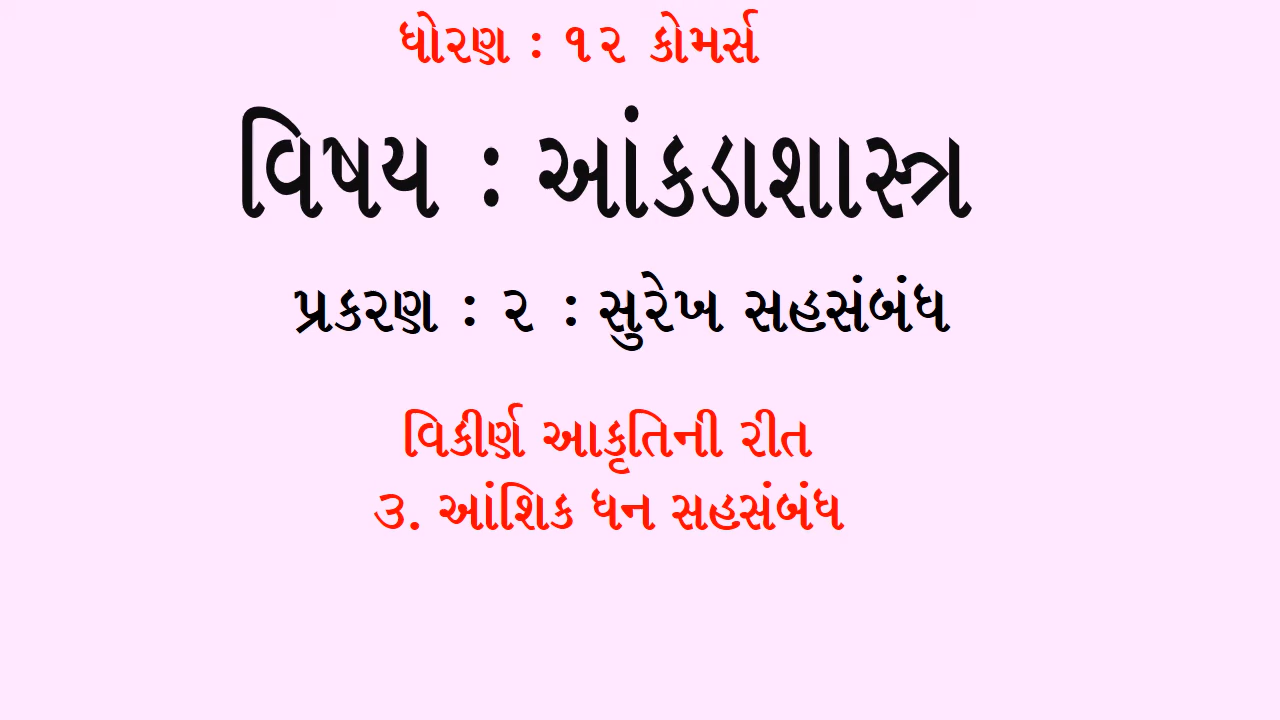 ધોરણ : ૧૨ કોમર્સ
વિષય : આંકડાશાસ્ત્ર
પ્રકરણ : ૨ : સુરેખ સહસંબંધ
વિકીર્ણ આકૃતિની રીત
૩. આંશિક ધન સહસંબંધ